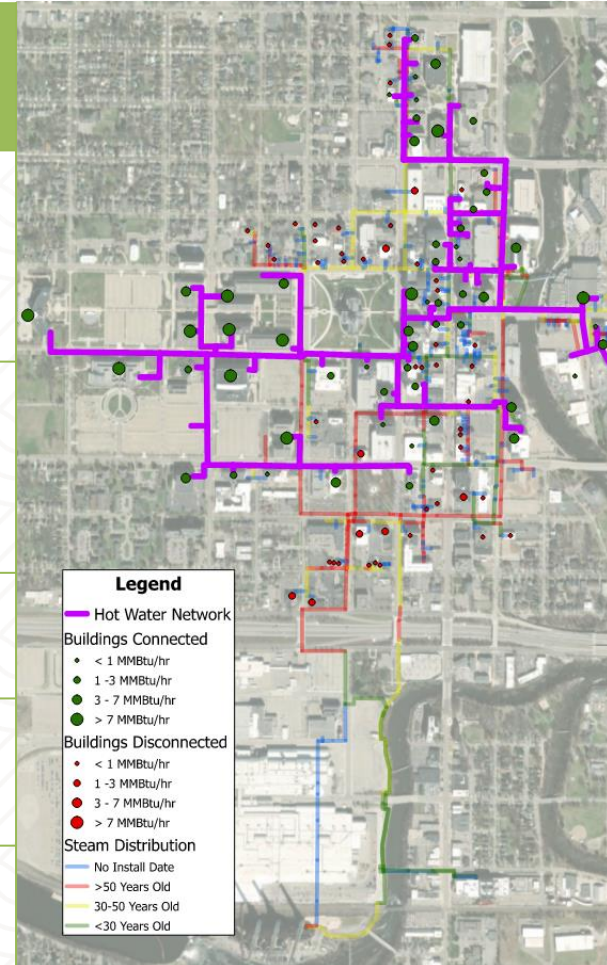 Legend
Hot Water Network
Buildings Connected
< 1 MMBtu/hr
1 -3 MMBtu/hr
3 - 7 MMBtu/hr
> 7 MMBtu/hr
Buildings Disconnected
< 1 MMBtu/hr
1 -3 MMBtu/hr
3 - 7 MMBtu/hr
> 7 MMBtu/hr
Steam Distribution
No Install Date
>50 Years Old
30-50 Years Old
<30 Years Old